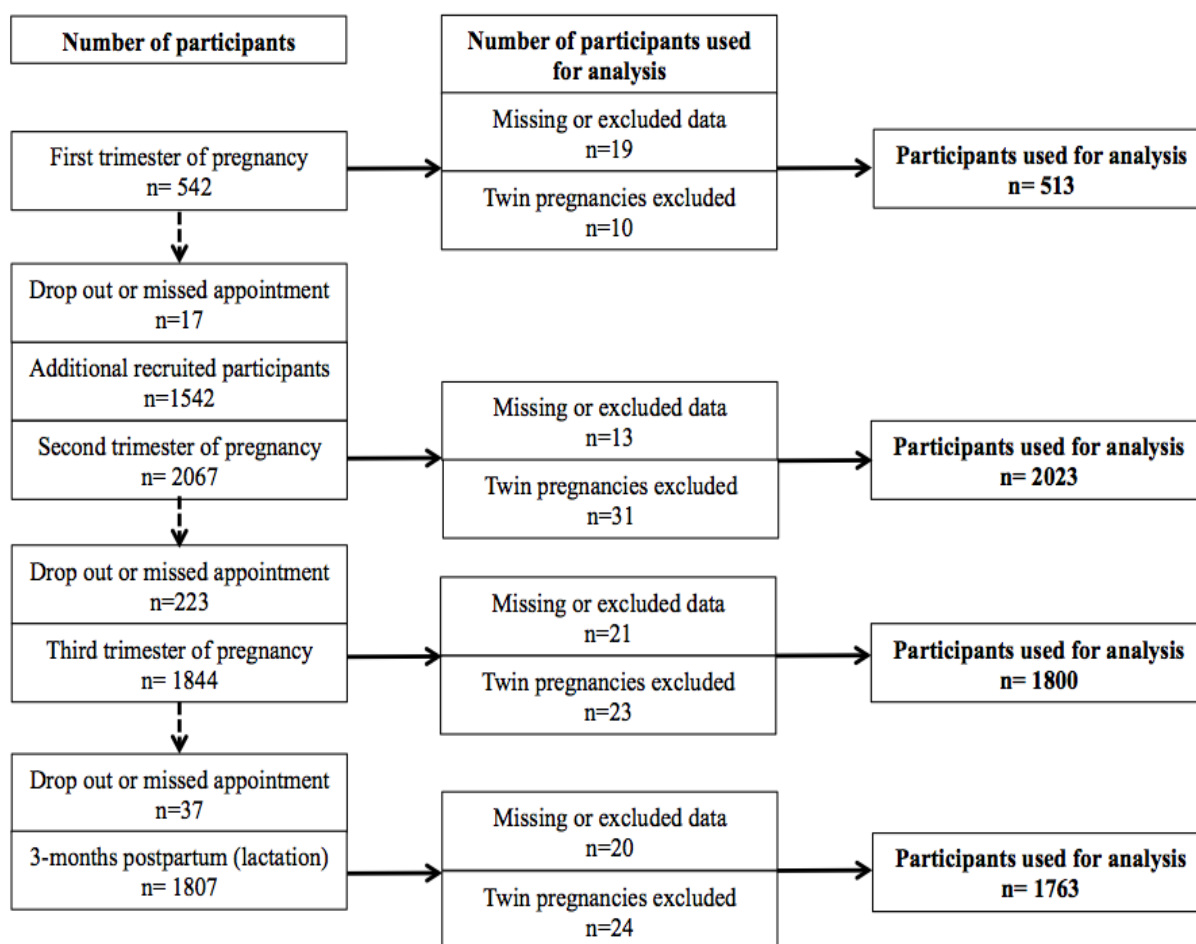 Number of participants
Number of participants used
for analysis
First trimester of pregnancy
n= 542
Missing or excluded data
n=19
Twin pregnancies excluded
n=10
Participants used for analysis
n= 513
Drop out or missed appointment
n=17
Additional recruited participants
n=1542
Second trimester of pregnancy
n= 2067
Missing or excluded data
n=13
Twin pregnancies excluded
n=31
Participants used for analysis
n= 2023
Drop out or missed appointment
n=223
Third trimester of pregnancy
n= 1844
Missing or excluded data
n=21
Twin pregnancies excluded
n=23
Participants used for analysis
n= 1800
Drop out or missed appointment
n=37
3-months postpartum (lactation)
n= 1807
Missing or excluded data
n=20
Twin pregnancies excluded
n=24
Participants used for analysis
n= 1763